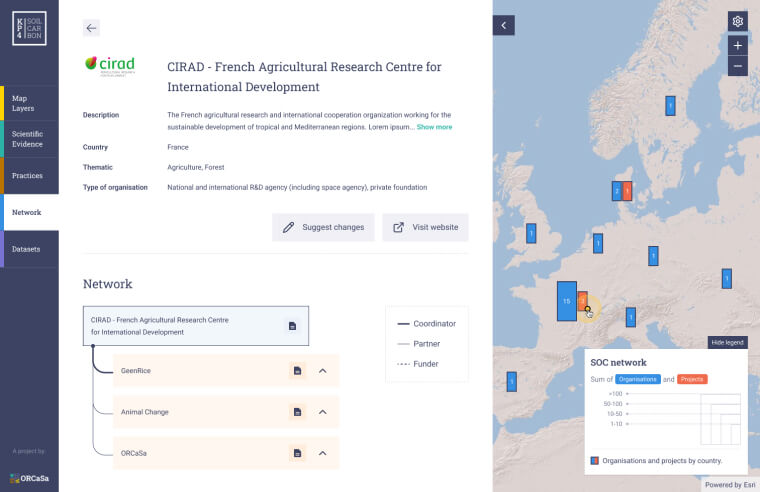 KP4
SOIL
CAR
BON
Map
Layers
Scientific
Evidence
Practices
Network
Datasets
A project by:
ORCaSa
cirad
CIRAD - French Agricultural Research Centre for
International Development
Description
The French agricultural research and international cooperation organization working for the
sustainable development of tropical and Mediterranean regions. Lorem ipsum... Show more
Country
France
Thematic
Agriculture, Forest
Type of organisation
National and international R&D agency (including space agency), private foundation
Suggest changes
Visit website
Network
CIRAD - French Agricultural Research Centre
for International Development
GeenRice
Animal Change
ORCaSa
Coordinator
Partner
Funder
1
2
1
1
1
1
1
15
1
1
Hide legend
SOC network
Sum of Organisations and Projects
>100
50-100
10-50
1-10
Organisations and projects by country.
Powered by Esri